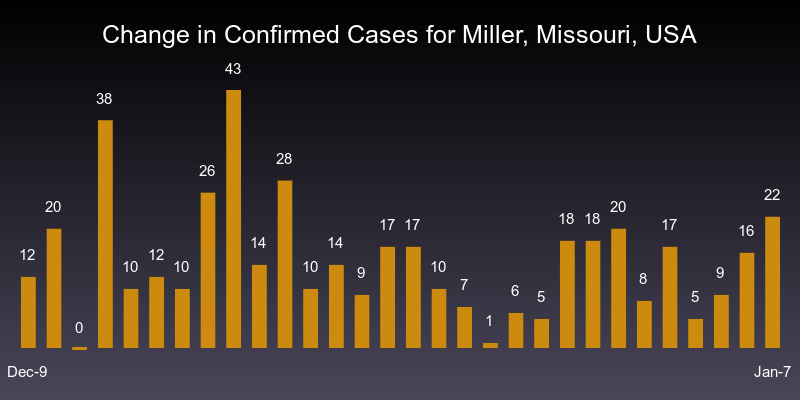 Change in Confirmed Cases for Miller, Missouri, USA
12 20 0 38 10 12 10 26 43 14 28 10 14 9 17 17 10 7 1 6 5 18 18 20 8 17 5 9 16 22
Dec-9 Jan-7